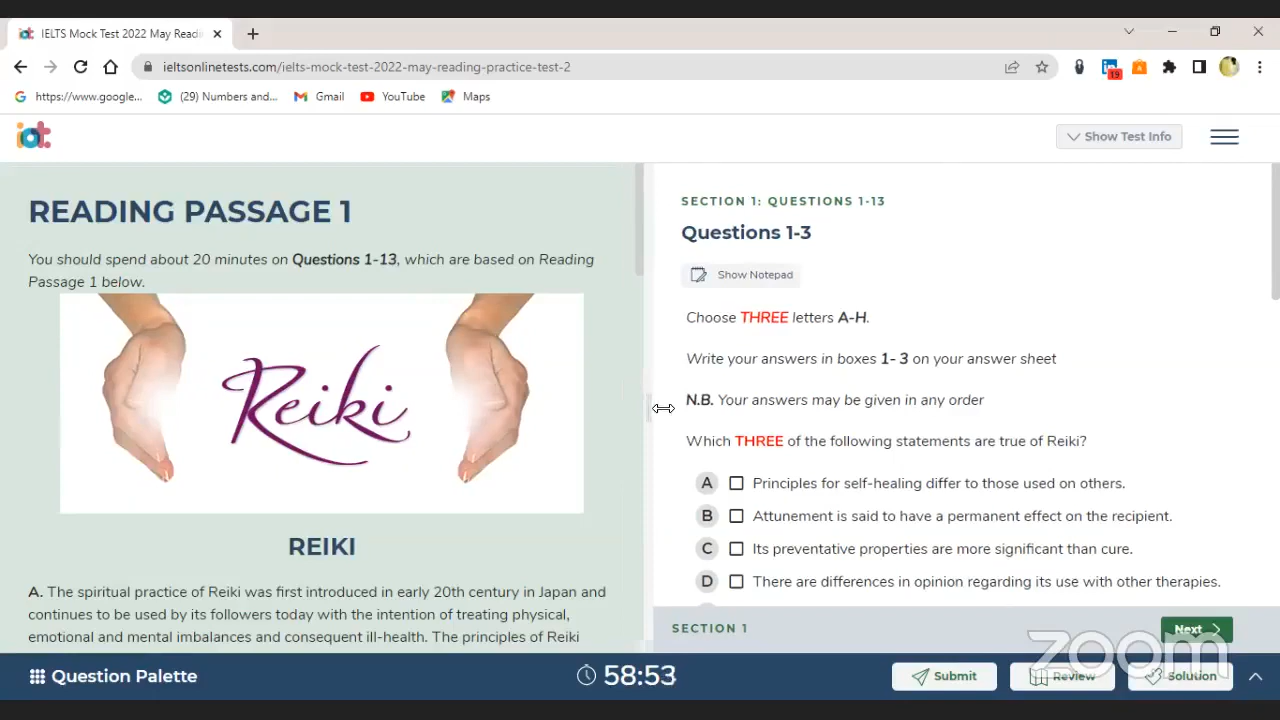 IELTS Mock Test 2022 May Readi
ieltsonlinetests.com/ielts-mock-test-2022-may-reading-practice-test-2
19
https://www.google...
(29) Numbers and...
Gmail
YouTube
Maps
iot
Show Test Info
READING PASSAGE 1
You should spend about 20 minutes on Questions 1-13, which are based on Reading
Passage 1 below.
Reiki
REIKI
A. The spiritual practice of Reiki was first introduced in early 20th century in Japan and
continues to be used by its followers today with the intention of treating physical,
emotional and mental imbalances and consequent ill-health. The principles of Reiki
SECTION 1: QUESTIONS 1-13
Questions 1-3
Show Notepad
Choose THREE letters A-H.
Write your answers in boxes 1- 3 on your answer sheet
N.B. Your answers may be given in any order
Which THREE of the following statements are true of Reiki?
A Principles for self-healing differ to those used on others.
B Attunement is said to have a permanent effect on the recipient.
C Its preventative properties are more significant than cure.
D There are differences in opinion regarding its use with other therapies.
SECTION 1
Next
zoom
Question Palette
58:53
Submit
Review
Solution